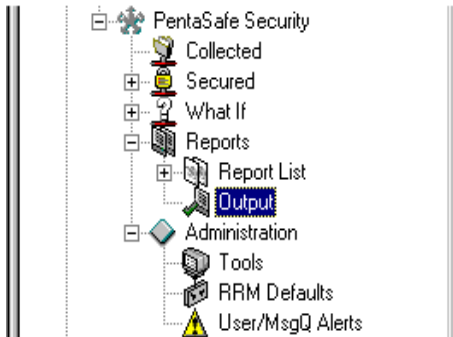 PentaSafe Security
Collected
Secured
What If
Reports
Report List
Output
Administration
Tools
RRM Defaults
User/MsgQ Alerts